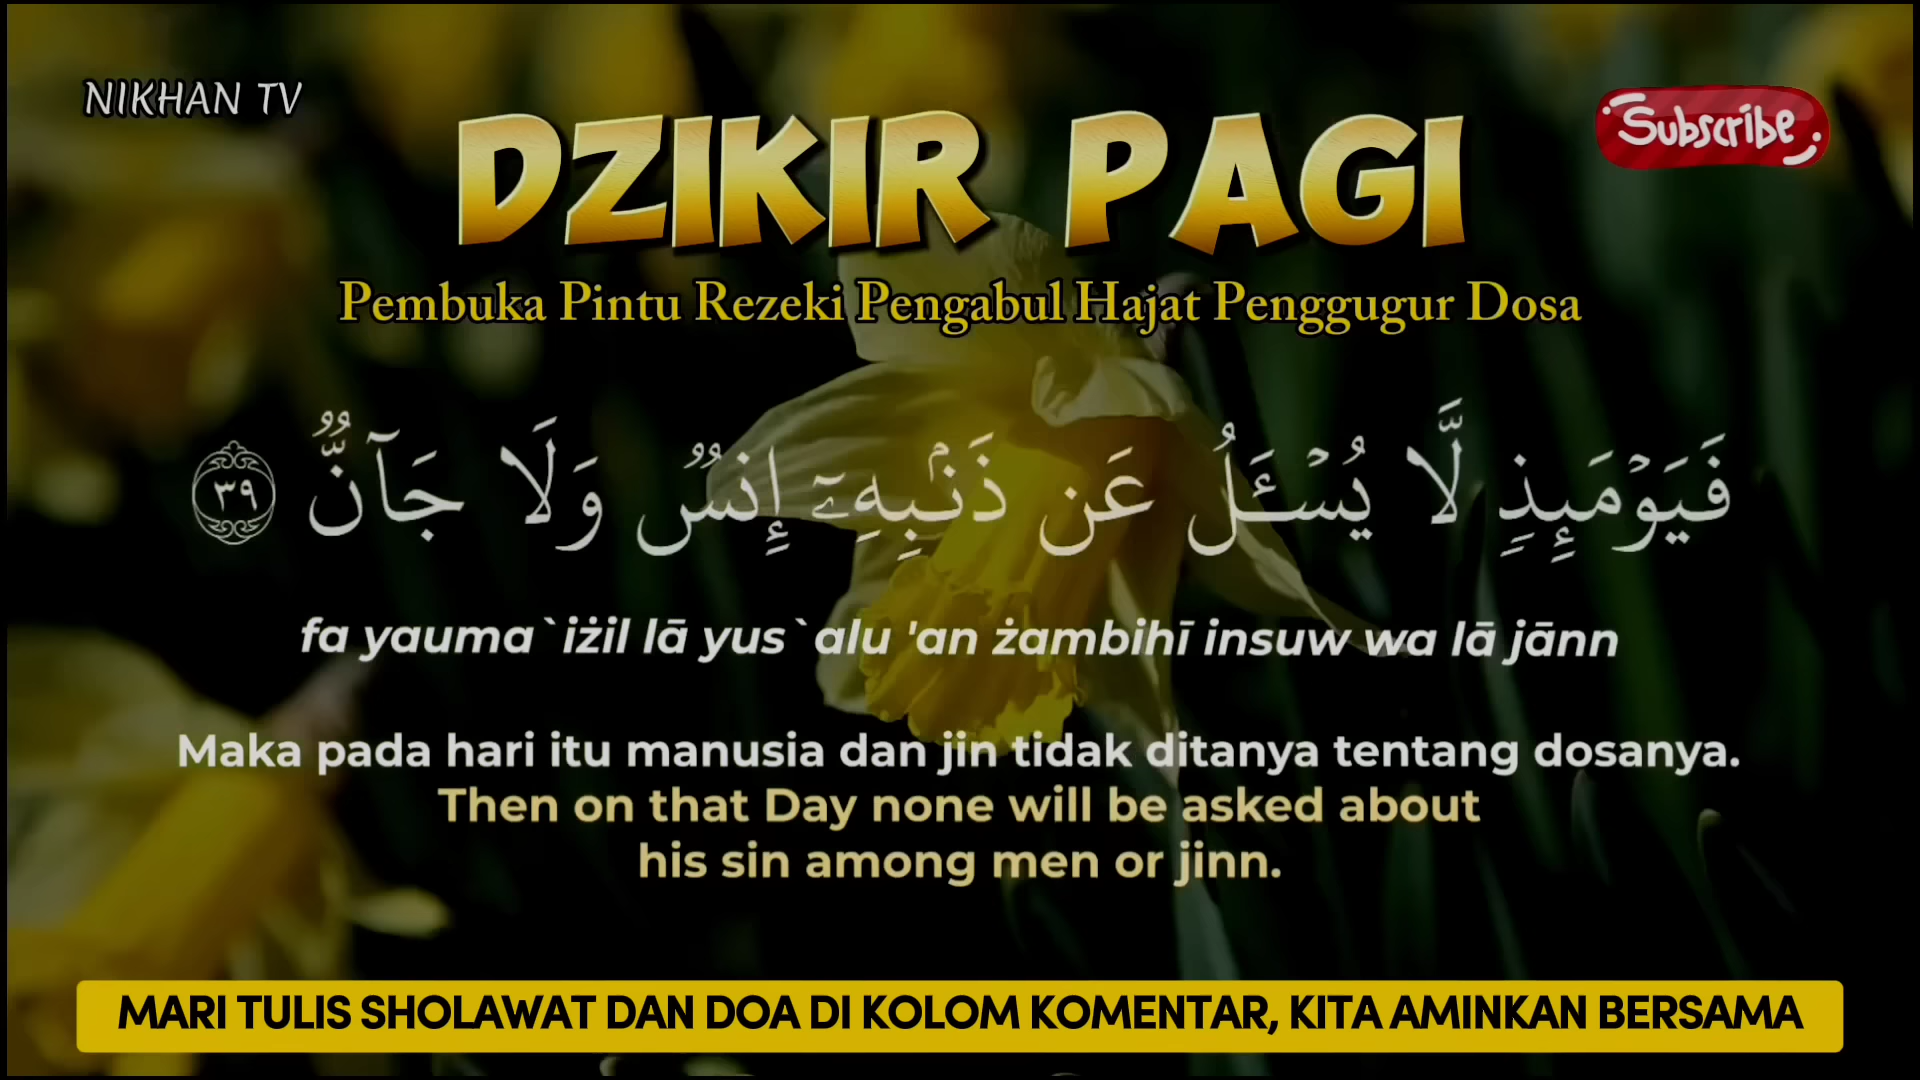 NIKHAN TV
Subscribe
DZIKIR PAGI
Pembuka Pintu Rezeki Pengabul Hajat Penggugur Dosa
فَيَوْمَئِذٍ لَّا يُسْـَٔلُ عَن ذَنۢبِهِۦٓ إِنسٌ وَلَا جَآنٌّ ٣٩
fa yauma`iżil lā yus`alu 'an żambihī insuw wa lā jānn
Maka pada hari itu manusia dan jin tidak ditanya tentang dosanya.
Then on that Day none will be asked about
his sin among men or jinn.
MARI TULIS SHOLAWAT DAN DOA DI KOLOM KOMENTAR, KITA AMINKAN BERSAMA